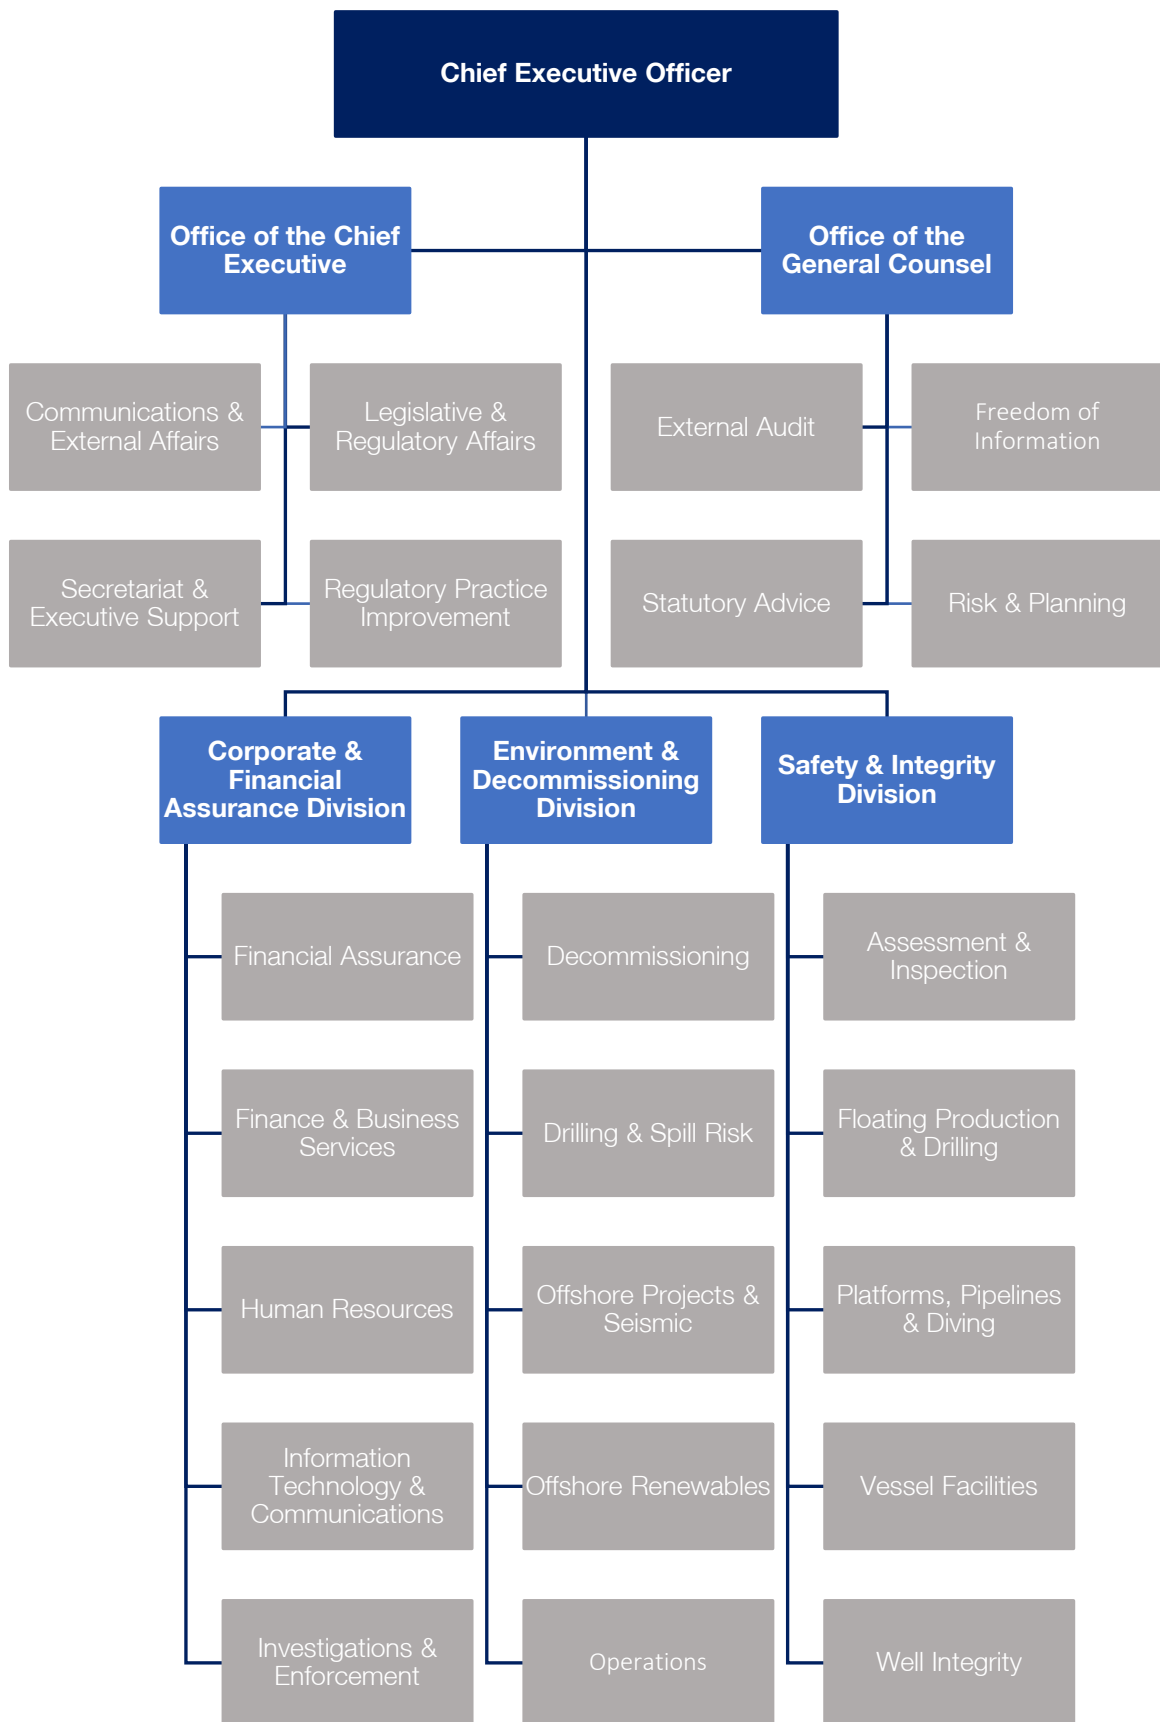 Chief Executive Officer
Office of the Chief
Executive
Office of the
General Counsel
Communications &
External Affairs
Legislative &
Regulatory Affairs
External Audit
Freedom of
Information
Secretariat &
Executive Support
Regulatory Practice
Improvement
Statutory Advice
Risk & Planning
Corporate &
Financial
Assurance Division
Environment &
Decommissioning
Division
Safety & Integrity
Division
Financial Assurance
Decommissioning
Assessment &
Inspection
Finance & Business
Services
Drilling & Spill Risk
Floating Production
& Drilling
Human Resources
Offshore Projects &
Seismic
Platforms, Pipelines
& Diving
Information
Technology &
Communications
Offshore Renewables
Vessel Facilities
Investigations &
Enforcement
Operations
Well Integrity